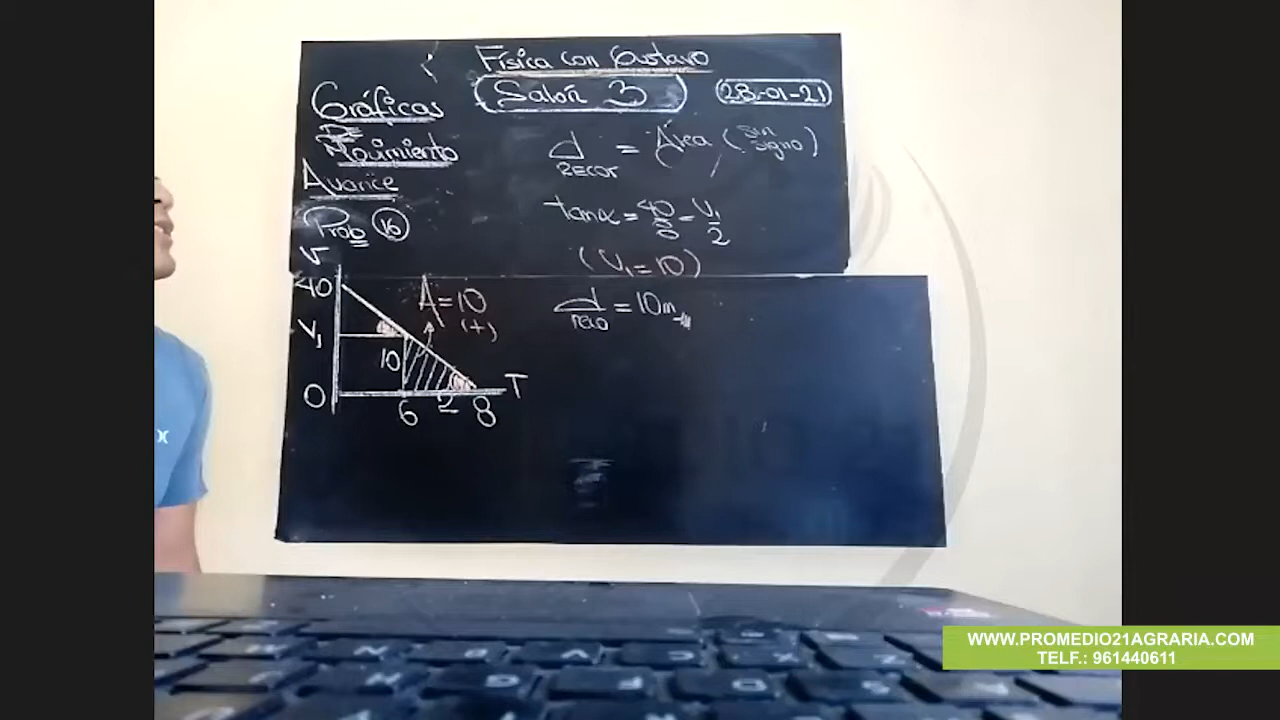 Física con Gustavo
Salón 3
28-01-21
Gráficas
DE
Movimiento
Avance
Prob 16
d = Área (sin signo)
RECOR
tanα = 40/8 = V₁/2
(V₁ = 10)
d = 10m
reco
V
40
V₁
0
A = 10
(+)
10
6 2 8
T
X
WWW.PROMEDIO21AGRARIA.COM
TELF.: 961440611